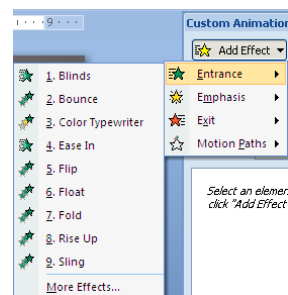 9
Custom Animatio
Add Effect
Entrance
Emphasis
Exit
Motion Paths
1. Blinds
2. Bounce
3. Color Typewriter
4. Ease In
5. Flip
6. Float
7. Fold
8. Rise Up
9. Sling
More Effects...
Select an elemen
click "Add Effect